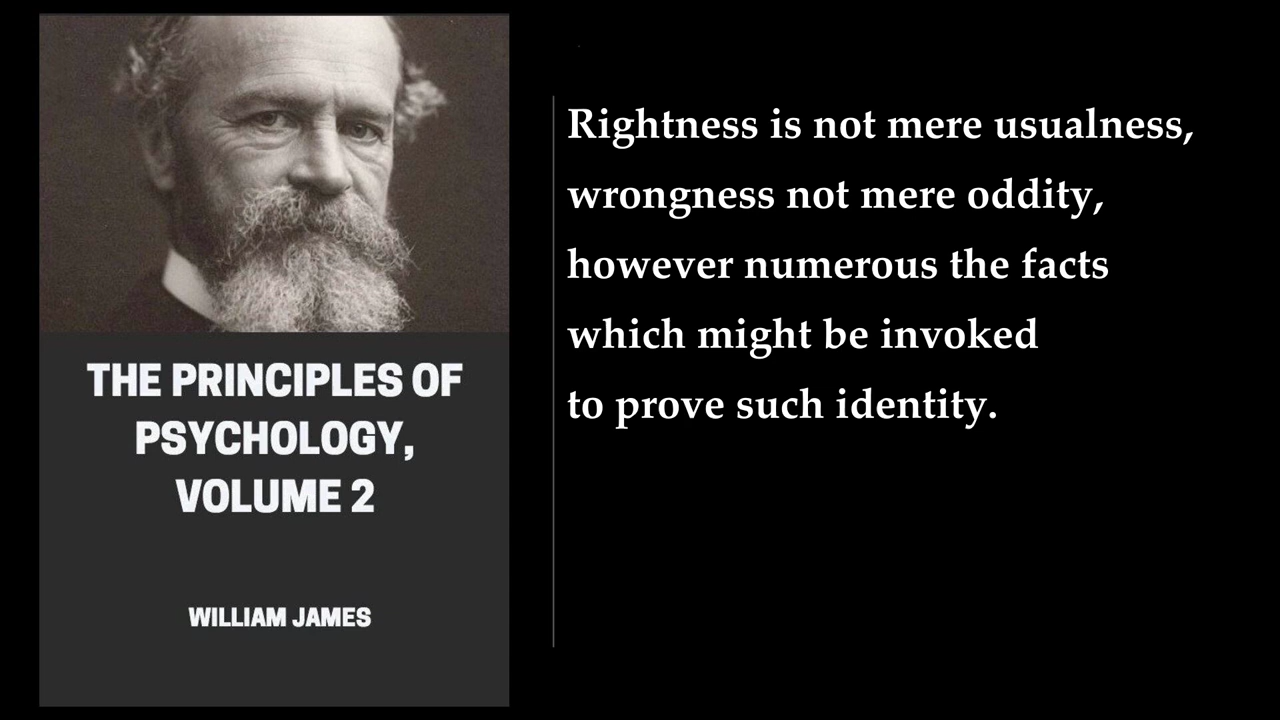 THE PRINCIPLES OF
PSYCHOLOGY,
VOLUME 2
WILLIAM JAMES
Rightness is not mere usualness,
wrongness not mere oddity,
however numerous the facts
which might be invoked
to prove such identity.